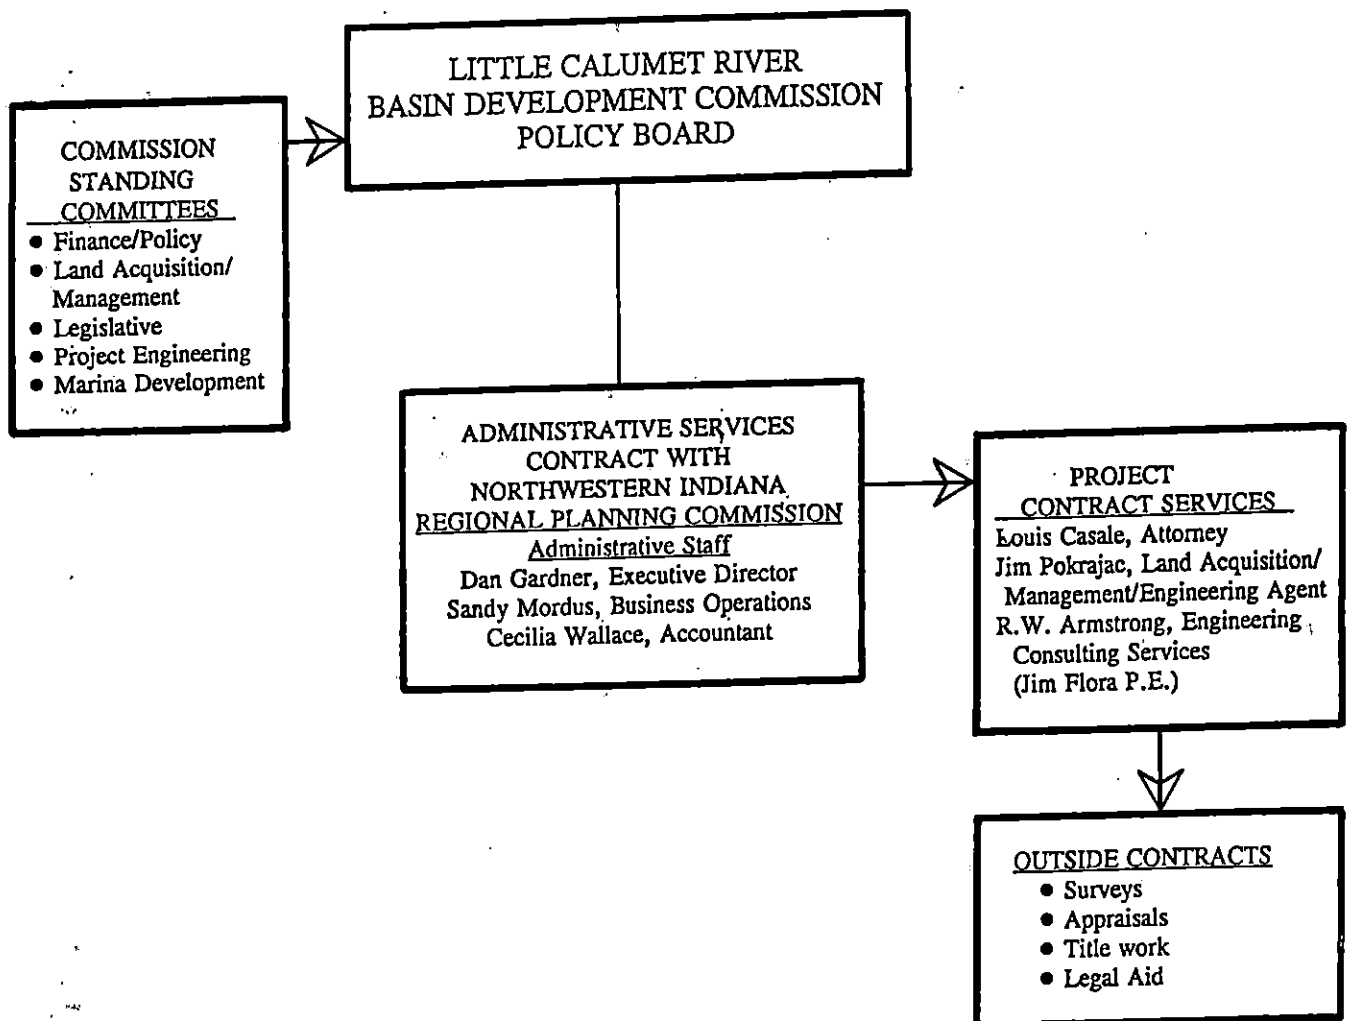 LITTLE CALUMET RIVER
BASIN DEVELOPMENT COMMISSION
POLICY BOARD
COMMISSION
STANDING
COMMITTEES
● Finance/Policy
● Land Acquisition/
Management
● Legislative
● Project Engineering
● Marina Development
ADMINISTRATIVE SERVICES
CONTRACT WITH
NORTHWESTERN INDIANA
REGIONAL PLANNING COMMISSION
Administrative Staff
Dan Gardner, Executive Director
Sandy Mordus, Business Operations
Cecilia Wallace, Accountant
PROJECT
CONTRACT SERVICES
Louis Casale, Attorney
Jim Pokrajac, Land Acquisition/
Management/Engineering Agent
R.W. Armstrong, Engineering
Consulting Services
(Jim Flora P.E.)
OUTSIDE CONTRACTS
● Surveys
● Appraisals
● Title work
● Legal Aid